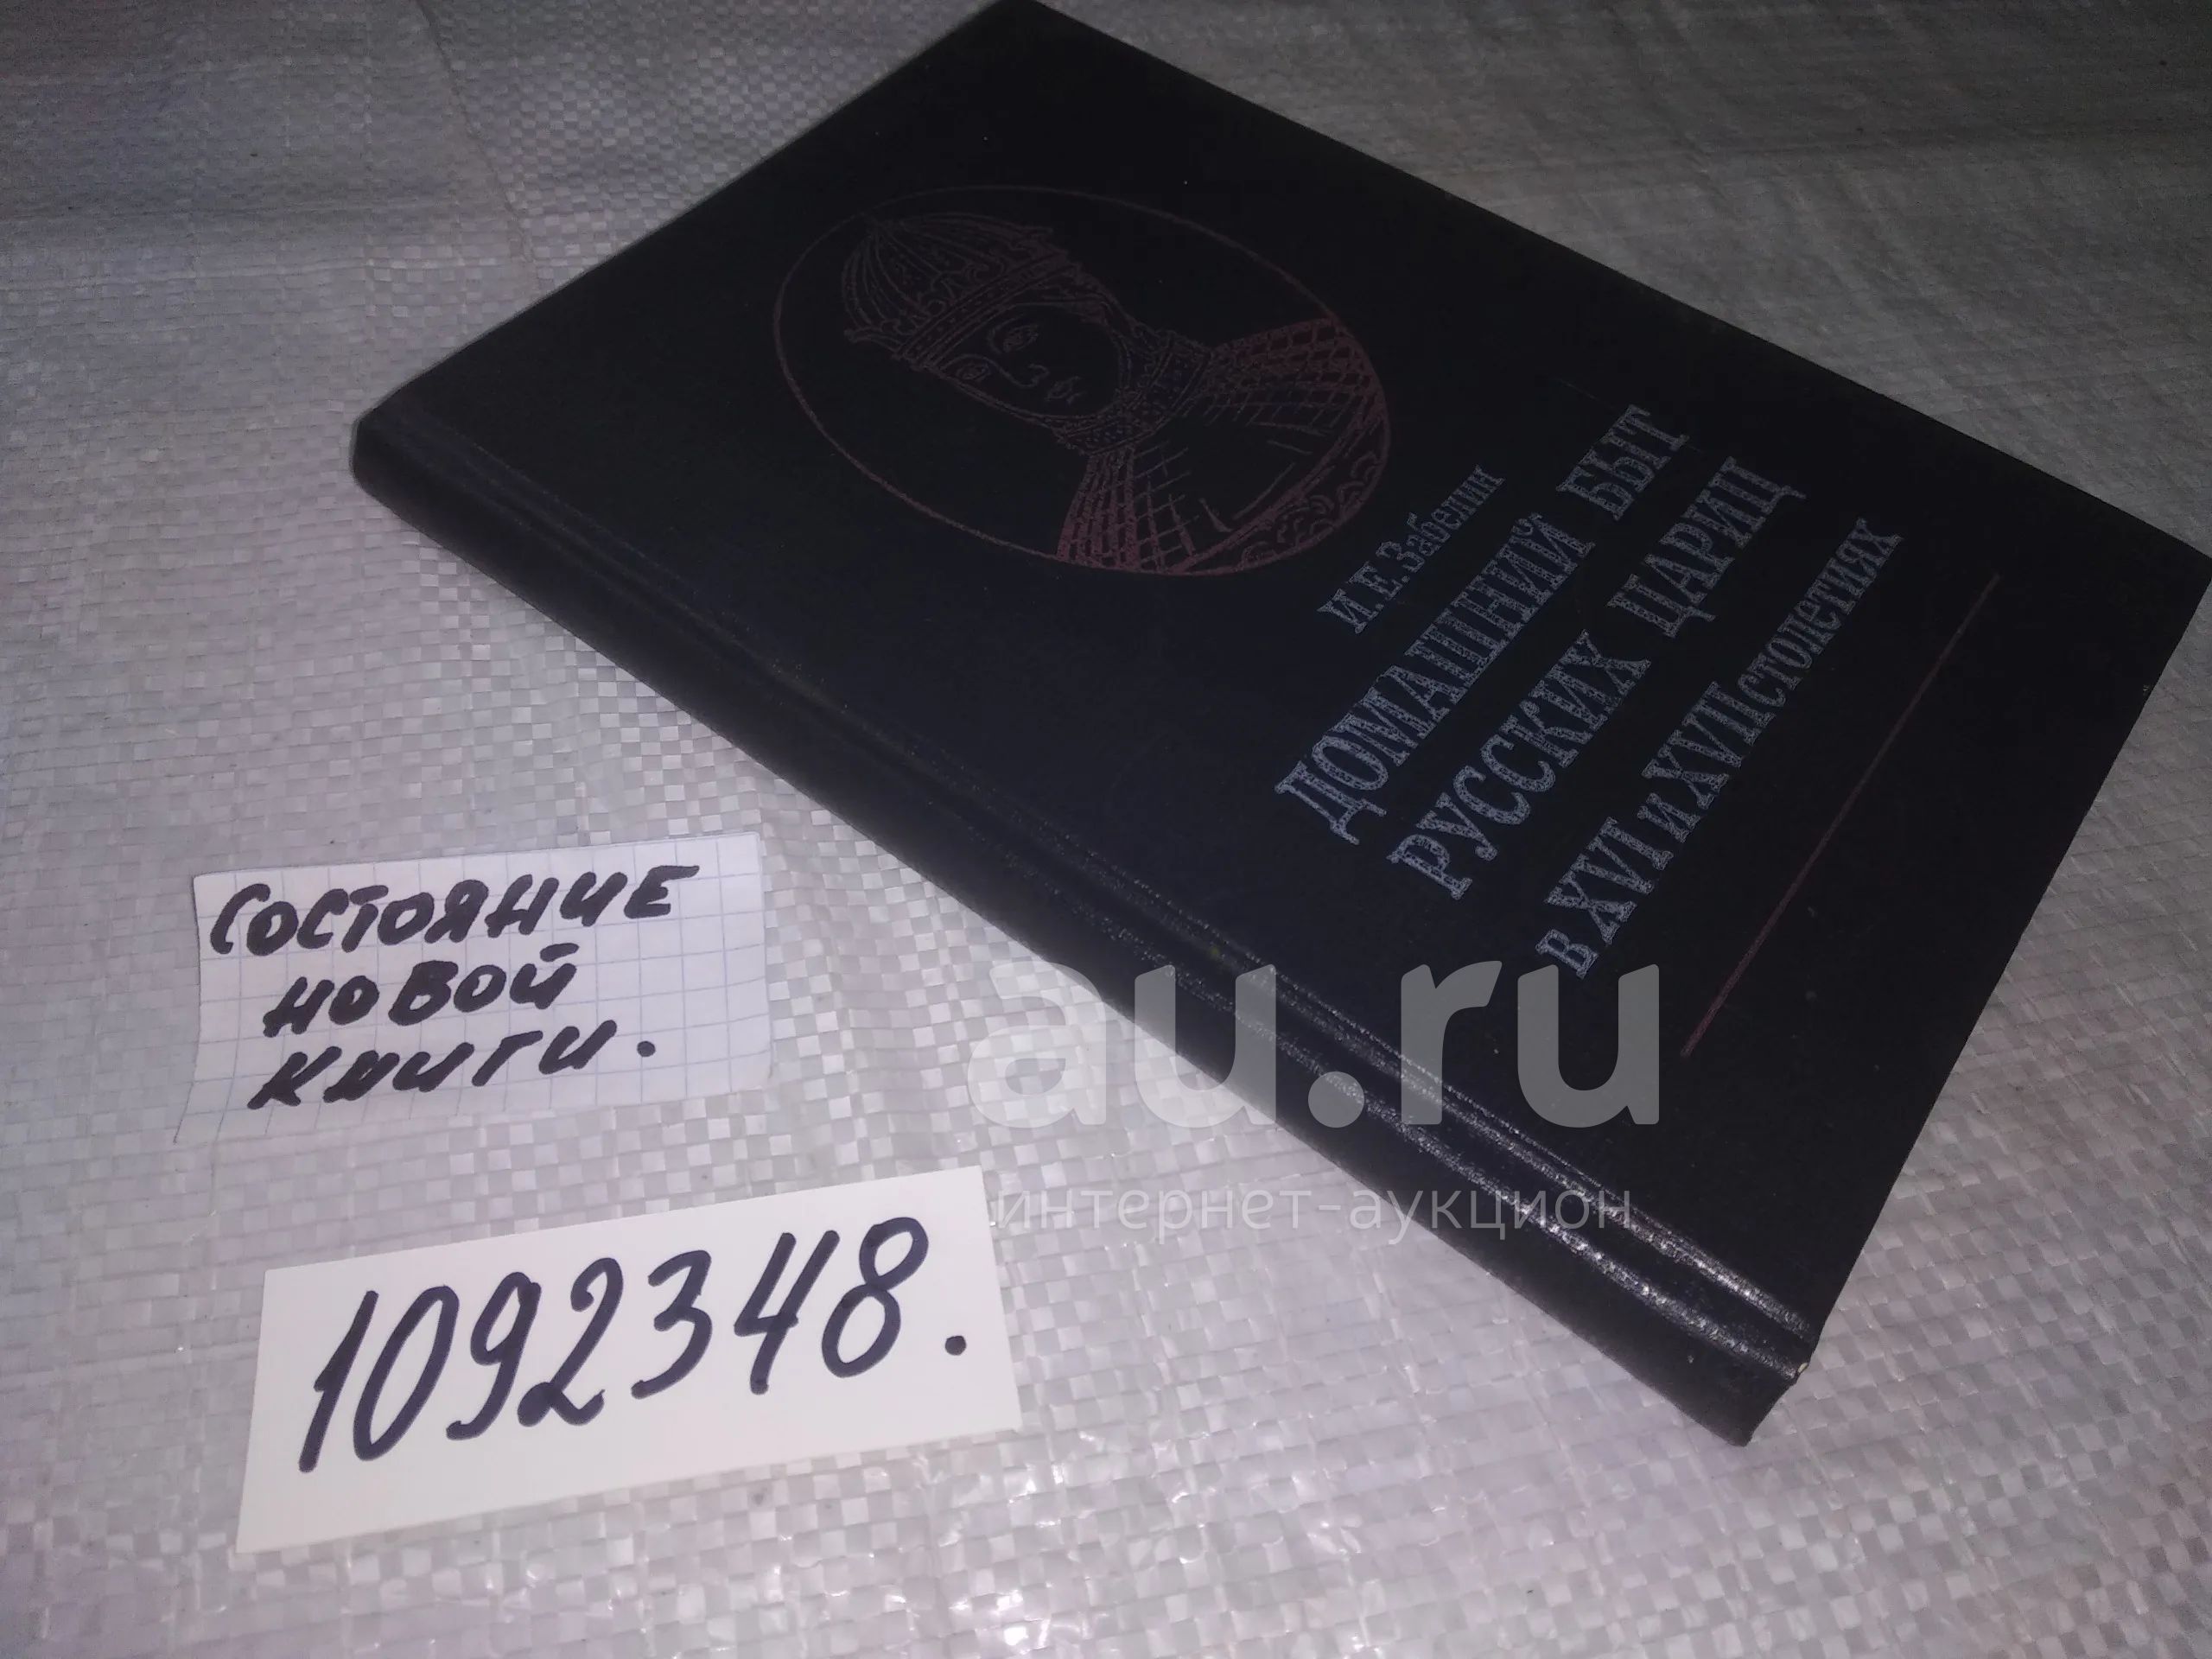 И. Е. Забелин
ДОМАШНИЙ БЫТ
РУССКИХ ЦАРИЦ
в XVI и XVII столетиях
СОСТОЯНИЕ
НОВОЙ
КНИГИ.
1092348.
au.ru
интернет-аукцион